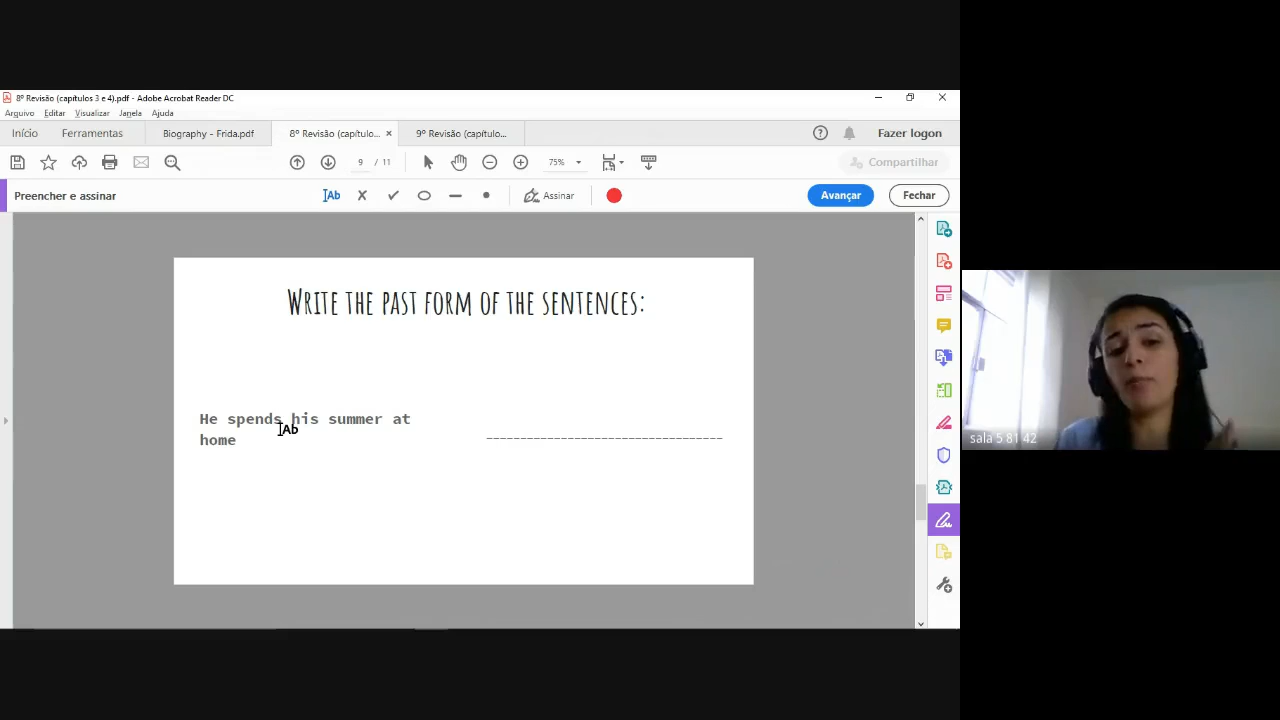 8º Revisão (capítulos 3 e 4).pdf - Adobe Acrobat Reader DC
Arquivo Editar Visualizar Janela Ajuda
Início Ferramentas Biography - Frida.pdf 8º Revisão (capítulo... × 9º Revisão (capítulo... Fazer logon
9 / 11 75% Compartilhar
Preencher e assinar Ab Assinar Avançar Fechar
Write the past form of the sentences:
He spends his summer at
home
Ab
sala 5 81 42